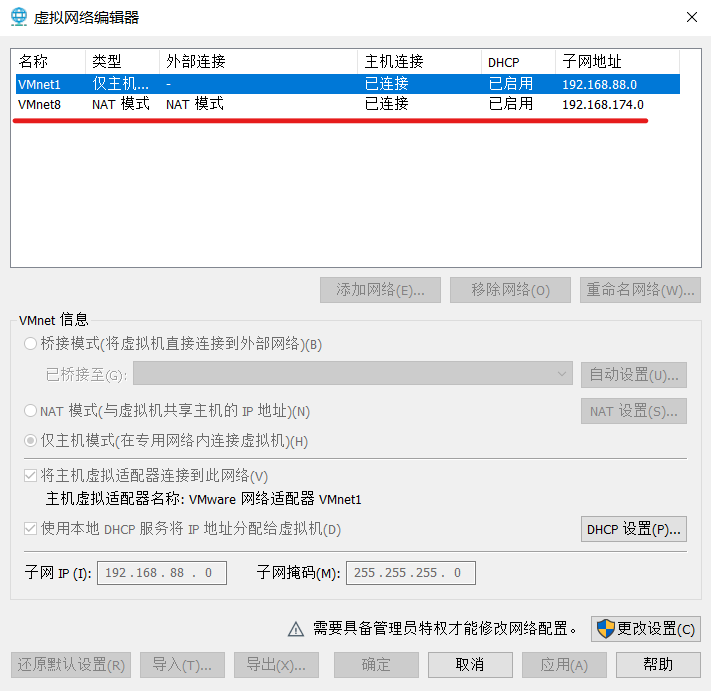 虚拟网络编辑器
名称 类型 外部连接 主机连接 DHCP 子网地址
VMnet1 仅主机... - 已连接 已启用 192.168.88.0
VMnet8 NAT 模式 NAT 模式 已连接 已启用 192.168.174.0
添加网络(E)... 移除网络(O) 重命名网络(W)...
VMnet 信息
桥接模式(将虚拟机直接连接到外部网络)(B)
已桥接至(G): 自动设置(U)...
NAT 模式(与虚拟机共享主机的 IP 地址)(N) NAT 设置(S)...
仅主机模式(在专用网络内连接虚拟机)(H)
将主机虚拟适配器连接到此网络(V)
主机虚拟适配器名称: VMware 网络适配器 VMnet1
使用本地 DHCP 服务将 IP 地址分配给虚拟机(D) DHCP 设置(P)...
子网 IP (I): 192 . 168 . 88 . 0 子网掩码(M): 255 . 255 . 255 . 0
需要具备管理员特权才能修改网络配置。 更改设置(C)
还原默认设置(R) 导入(T)... 导出(X)... 确定 取消 应用(A) 帮助